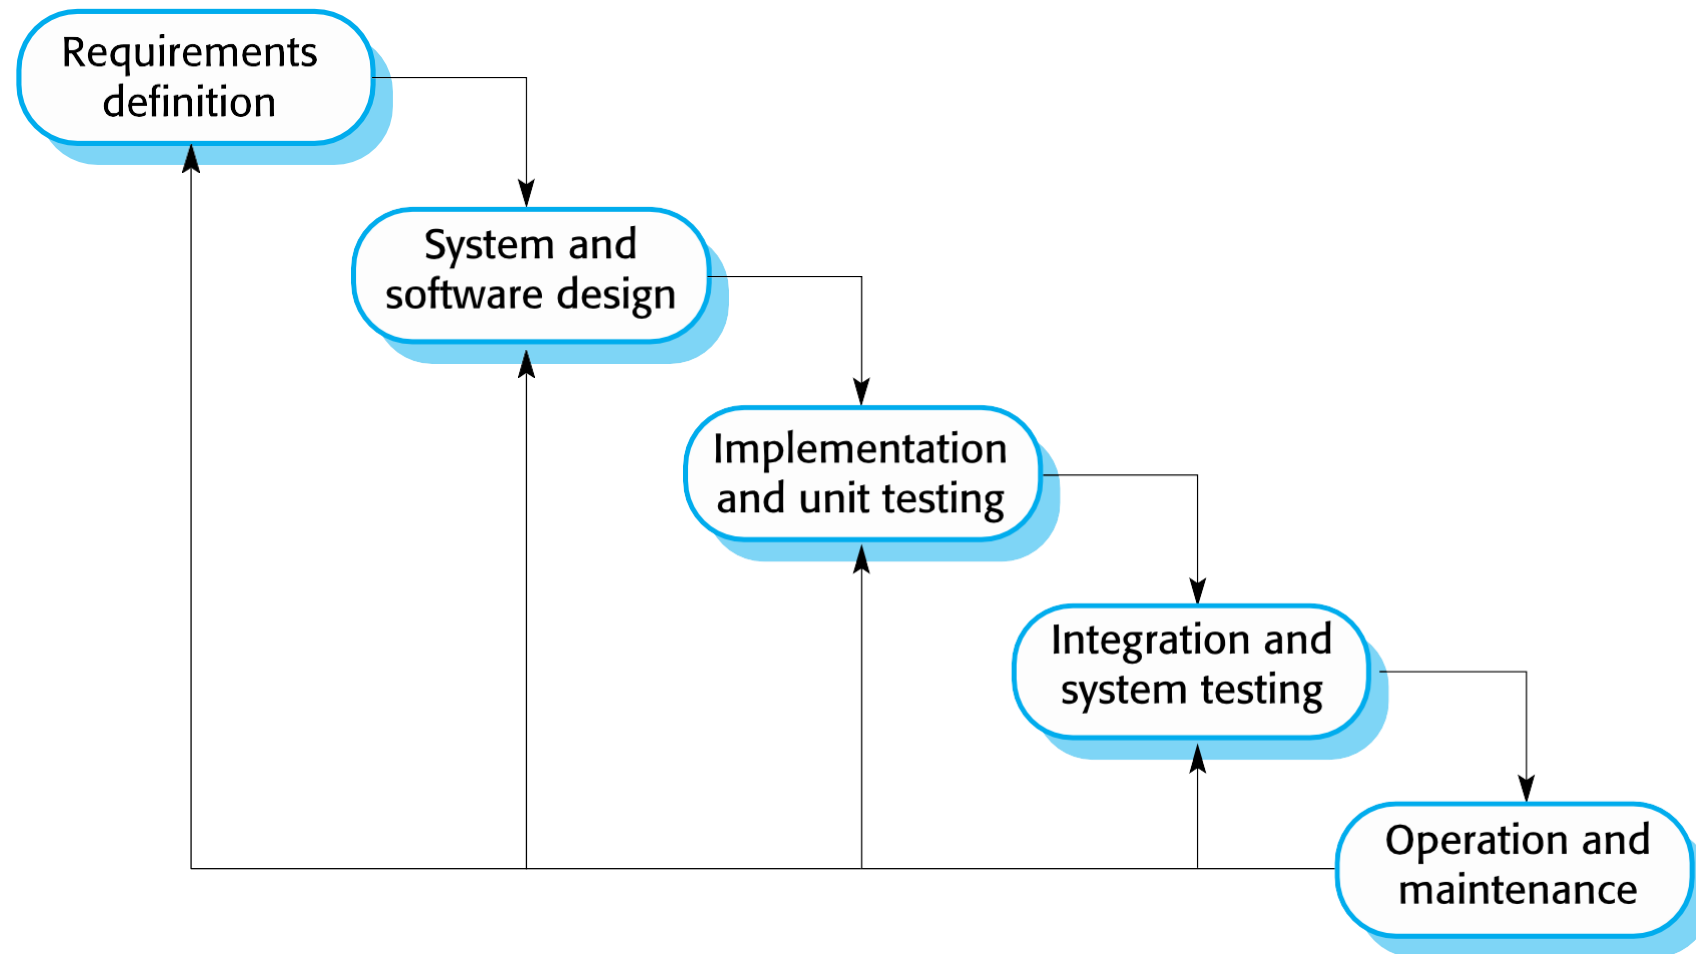 Requirements
definition
System and
software design
Implementation
and unit testing
Integration and
system testing
Operation and
maintenance